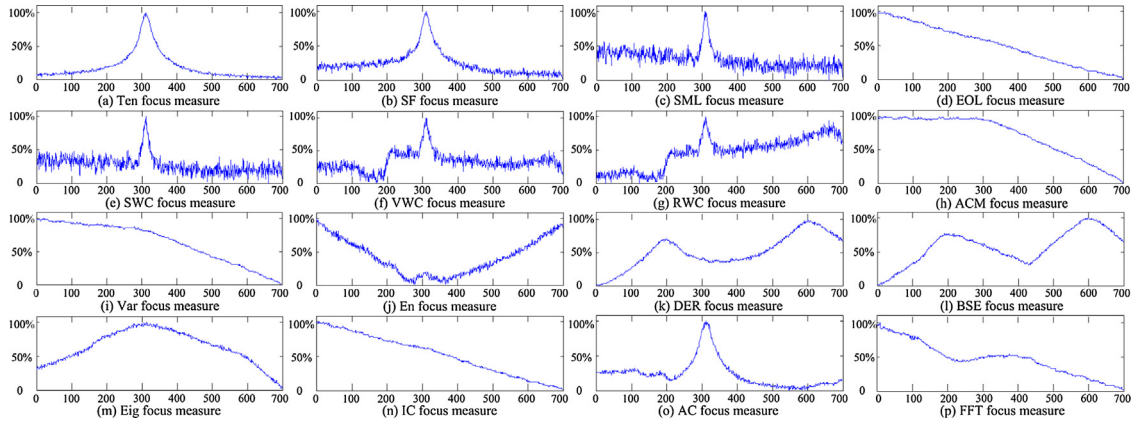 100% 100% 100% 100%
50% 50% 50% 50%
0 0 0 0
0 100 200 300 400 500 600 700 0 100 200 300 400 500 600 700 0 100 200 300 400 500 600 700 0 100 200 300 400 500 600 700
(a) Ten focus measure (b) SF focus measure (c) SML focus measure (d) EOL focus measure
100% 100% 100% 100%
50% 50% 50% 50%
0 0 0 0
0 100 200 300 400 500 600 700 0 100 200 300 400 500 600 700 0 100 200 300 400 500 600 700 0 100 200 300 400 500 600 700
(e) SWC focus measure (f) VWC focus measure (g) RWC focus measure (h) ACM focus measure
100% 100% 100% 100%
50% 50% 50% 50%
0 0 0 0
0 100 200 300 400 500 600 700 0 100 200 300 400 500 600 700 0 100 200 300 400 500 600 700 0 100 200 300 400 500 600 700
(i) Var focus measure (j) En focus measure (k) DER focus measure (l) BSE focus measure
100% 100% 100% 100%
50% 50% 50% 50%
0 0 0 0
0 100 200 300 400 500 600 700 0 100 200 300 400 500 600 700 0 100 200 300 400 500 600 700 0 100 200 300 400 500 600 700
(m) Eig focus measure (n) IC focus measure (o) AC focus measure (p) FFT focus measure